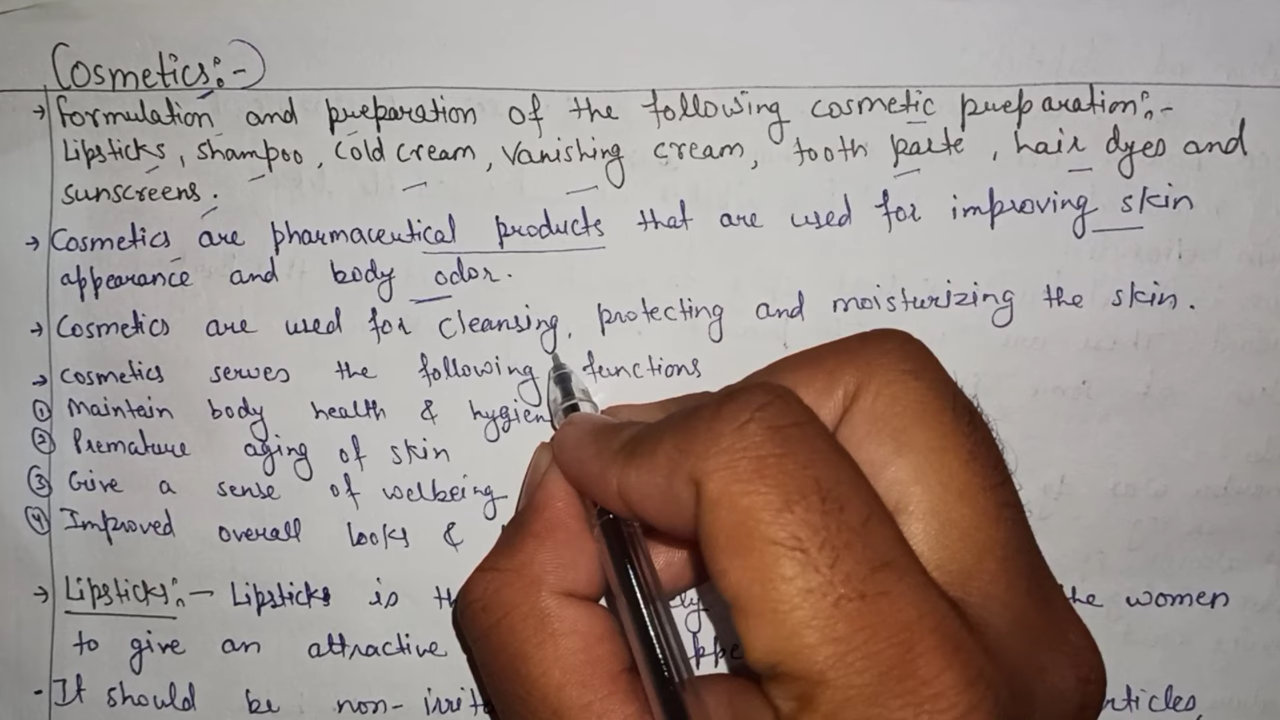 Cosmetics:-
→ Formulation and preparation of the following cosmetic preparation:-
Lipsticks, shampoo, cold cream, vanishing cream, tooth paste, hair dyes and
sunscreens.
→ Cosmetics are pharmaceutical products that are used for improving skin
appearance and body odor.
→ Cosmetics are used for cleansing, protecting and moisturizing the skin.
→ Cosmetics serves the following functions
① Maintain body health & hygien
② Premature aging of skin
③ Give a sense of welbeing
④ Improved overall looks &
→ Lipsticks:- Lipsticks is the women
to give an attractive
- It should be non-